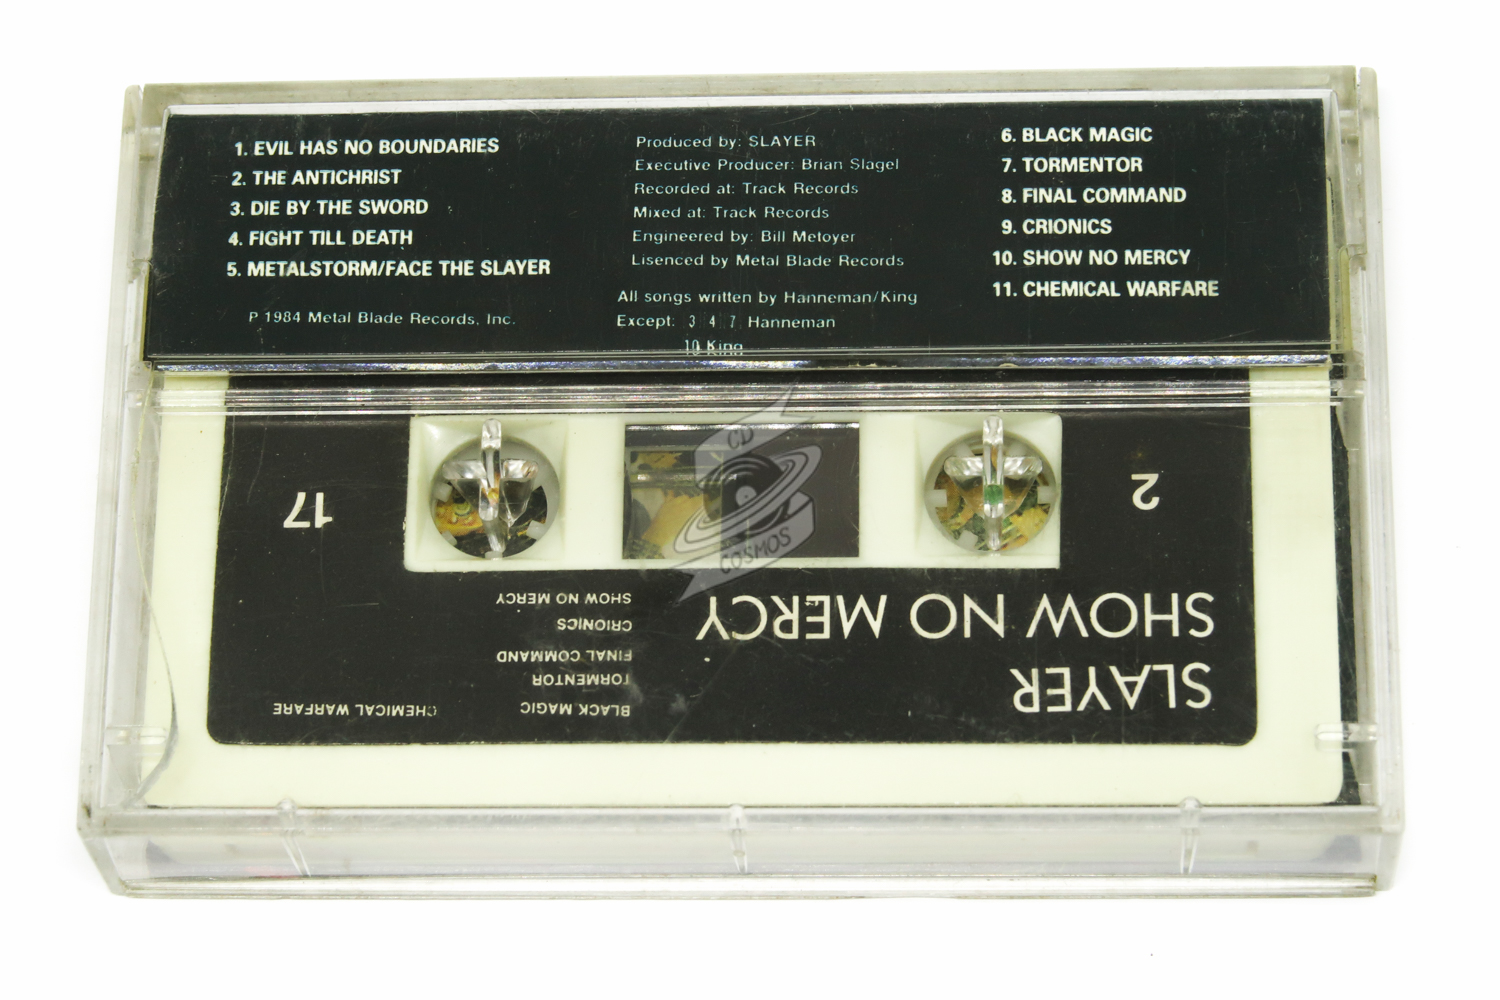 1. EVIL HAS NO BOUNDARIES
2. THE ANTICHRIST
3. DIE BY THE SWORD
4. FIGHT TILL DEATH
5. METALSTORM/FACE THE SLAYER
P 1984 Metal Blade Records, Inc.
Produced by: SLAYER
Executive Producer: Brian Slagel
Recorded at: Track Records
Mixed at: Track Records
Engineered by: Bill Metoyer
Lisenced by Metal Blade Records
All songs written by Hanneman/King
Except: 3 4 7 Hanneman
10 King
6. BLACK MAGIC
7. TORMENTOR
8. FINAL COMMAND
9. CRIONICS
10. SHOW NO MERCY
11. CHEMICAL WARFARE
CD
COSMOS
SLAYER
SHOW NO MERCY
BLACK MAGIC
TORMENTOR
FINAL COMMAND
CRIONICS
SHOW NO MERCY
CHEMICAL WARFARE
2
17